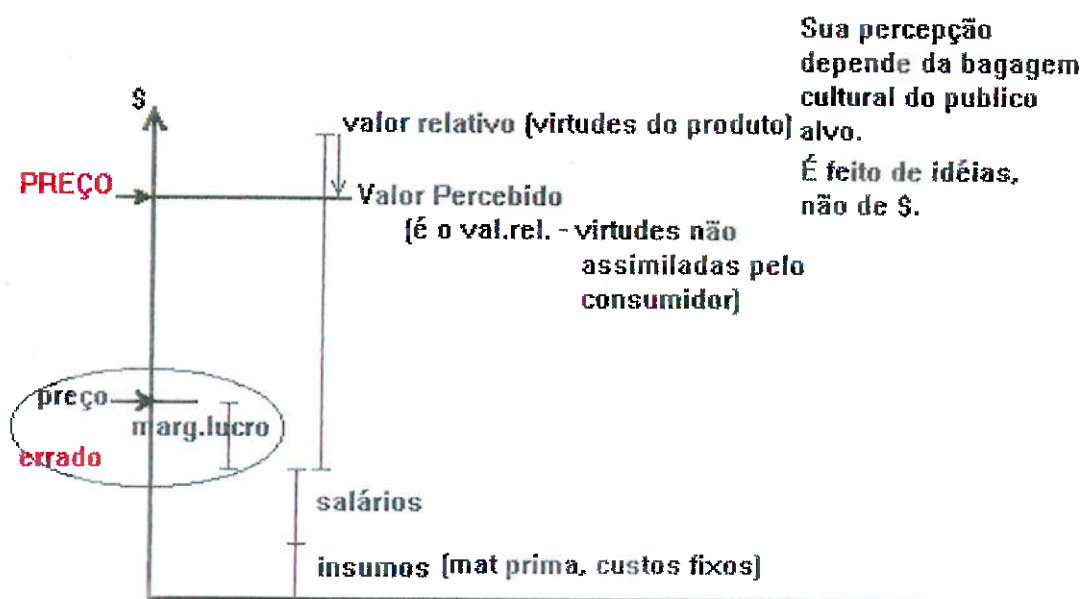 Sua percepção
depende da bagagem
cultural do publico
alvo.
É feito de idéias,
não de $.
$
valor relativo (virtudes do produto)
PREÇO
Valor Percebido
(é o val.rel. - virtudes não
assimiladas pelo
consumidor)
preço
marg.lucro
errado
salários
insumos (mat prima, custos fixos)